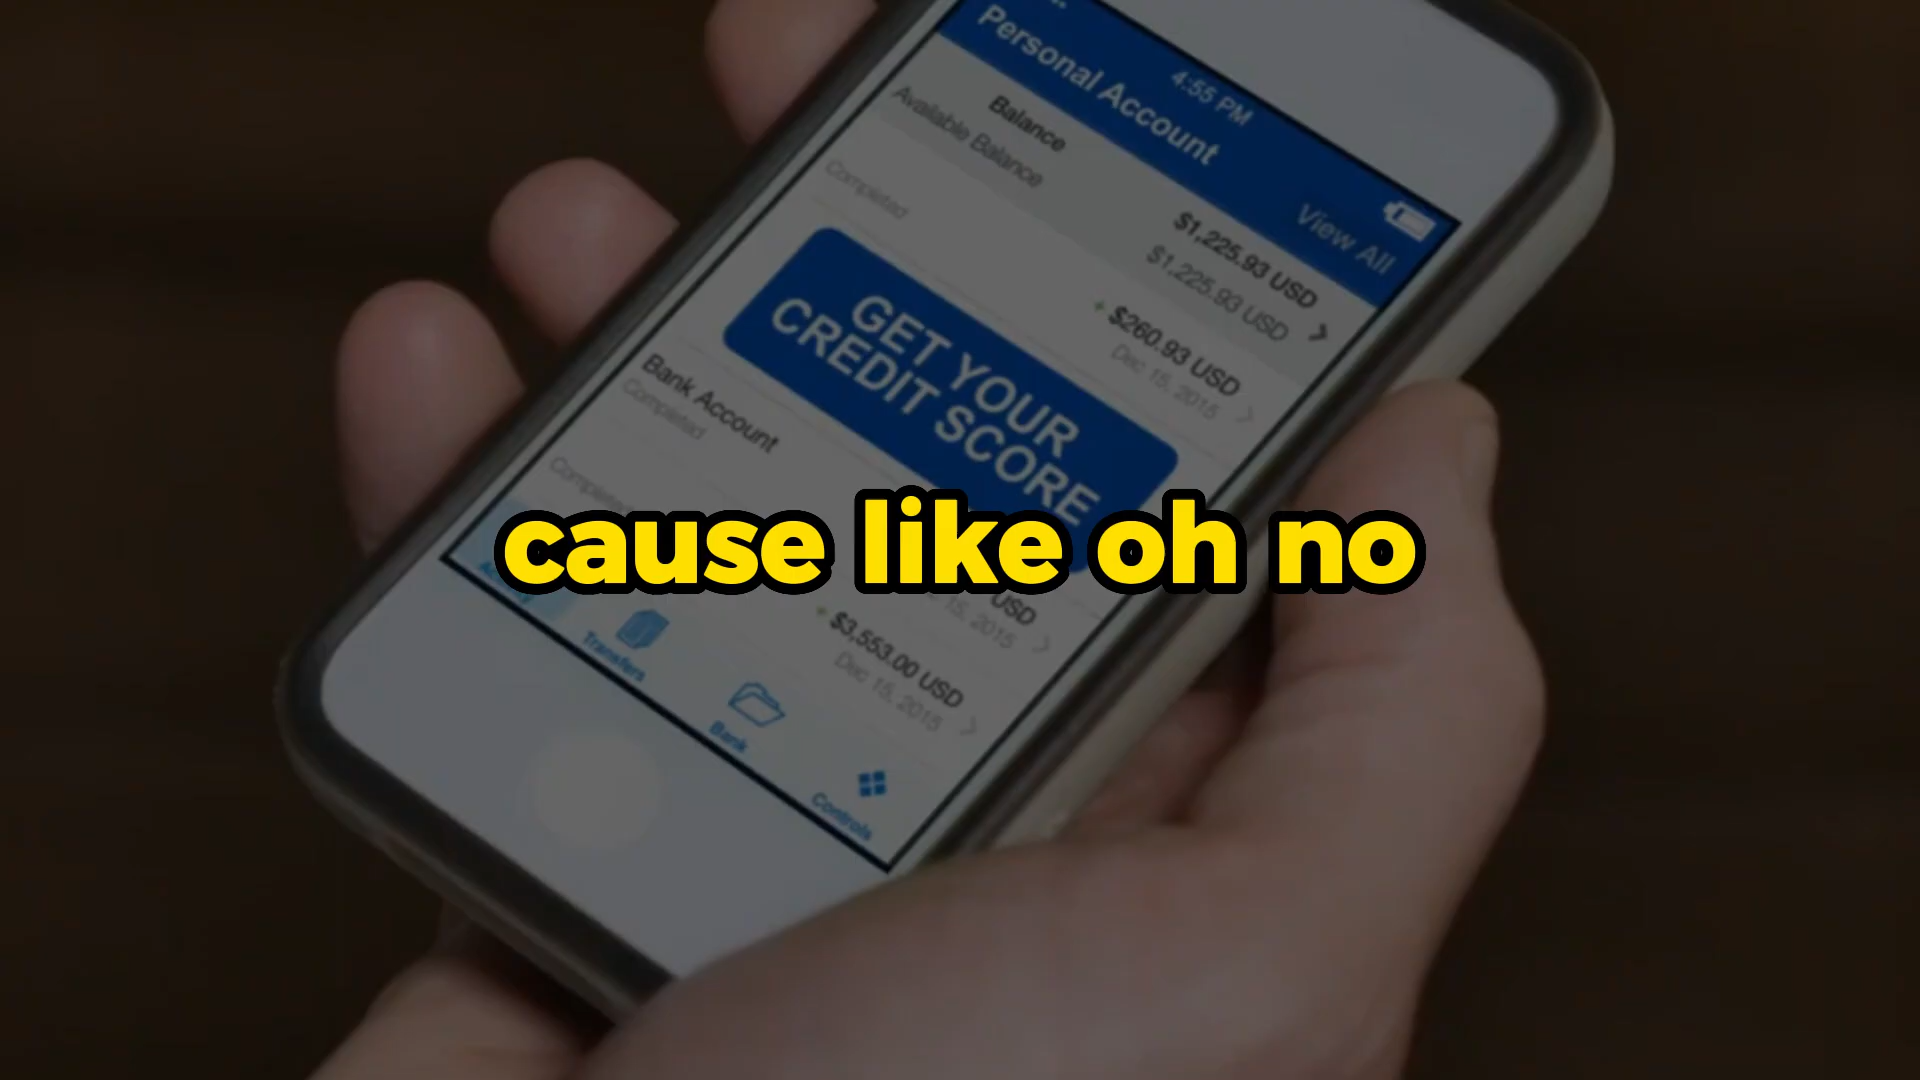 4:55 PM
Personal Account
View All
Balance
$1,225.93 USD
Available Balance
$1,225.93 USD
+ $260.93 USD
Completed
Dec 15, 2015
GET YOUR
CREDIT SCORE
Bank Account
Completed
USD
15, 2015
+ $3,553.00 USD
Dec 15, 2015
cause like oh no
Transfers
Bank
Controls